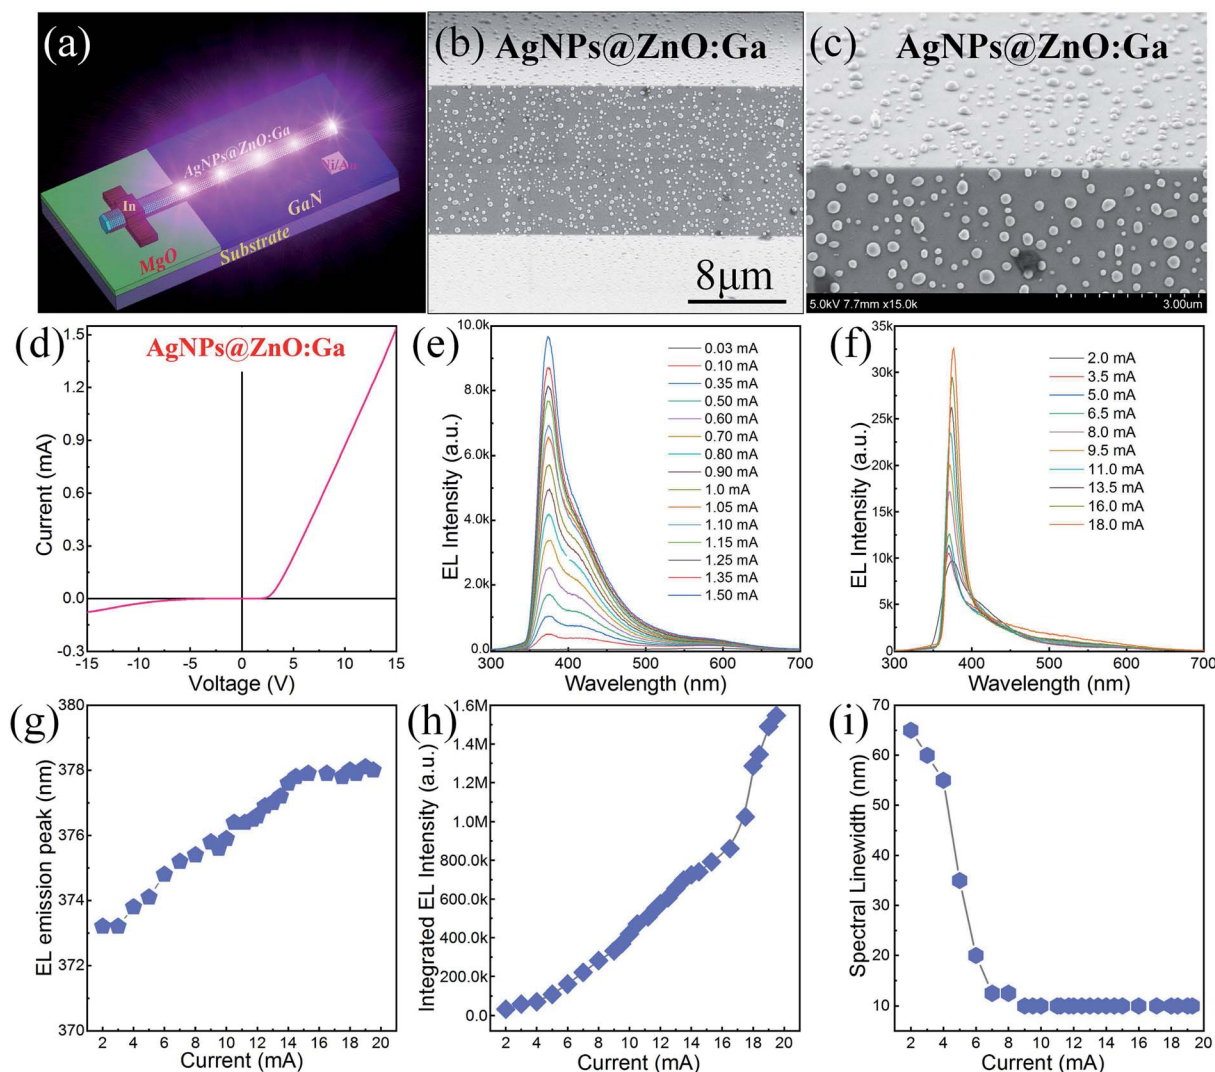 (a)
AgNPs@ZnO:Ga
In
Ni/Au
GaN
MgO
Substrate
(b) AgNPs@ZnO:Ga
8μm
(c) AgNPs@ZnO:Ga
5.0kV 7.7mm x15.0k 3.00um
(d)
AgNPs@ZnO:Ga
1.5
1.2
0.9
0.6
0.3
0.0
-0.3
Current (mA)
-15 -10 -5 0 5 10 15
Voltage (V)
(e)
10.0k
8.0k
6.0k
4.0k
2.0k
0.0
EL Intensity (a.u.)
0.03 mA
0.10 mA
0.35 mA
0.50 mA
0.60 mA
0.70 mA
0.80 mA
0.90 mA
1.0 mA
1.05 mA
1.10 mA
1.15 mA
1.25 mA
1.35 mA
1.50 mA
300 400 500 600 700
Wavelength (nm)
(f)
35k
30k
25k
20k
15k
10k
5k
0
EL Intensity (a.u.)
2.0 mA
3.5 mA
5.0 mA
6.5 mA
8.0 mA
9.5 mA
11.0 mA
13.5 mA
16.0 mA
18.0 mA
300 400 500 600 700
Wavelength (nm)
(g)
380
378
376
374
372
370
EL emission peak (nm)
2 4 6 8 10 12 14 16 18 20
Current (mA)
(h)
1.6M
1.4M
1.2M
1.0M
800.0k
600.0k
400.0k
200.0k
0.0
Integrated EL Intensity (a.u.)
2 4 6 8 10 12 14 16 18 20
Current (mA)
(i)
70
60
50
40
30
20
10
Spectral Linewidth (nm)
2 4 6 8 10 12 14 16 18 20
Current (mA)